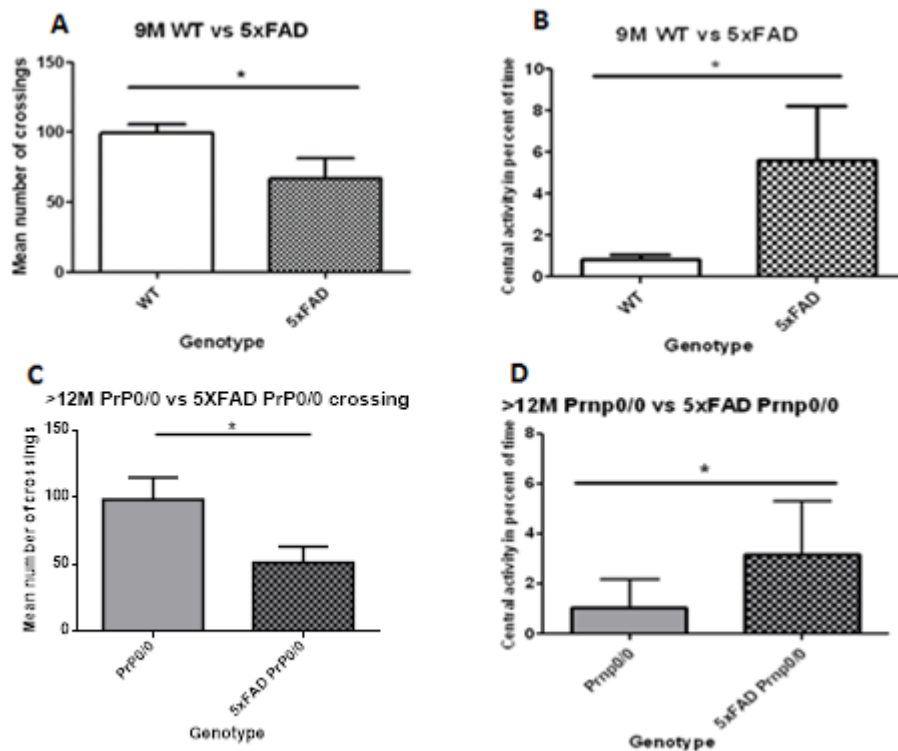 A
9M WT vs 5xFAD
*
150
100
50
0
Mean number of crossings
WT
5xFAD
Genotype
B
9M WT vs 5xFAD
*
10
8
6
4
2
0
Central activity in percent of time
WT
5xFAD
Genotype
C
>12M PrP0/0 vs 5XFAD PrP0/0 crossing
*
150
100
50
0
Mean number of crossings
PrP0/0
5xFAD PrP0/0
Genotype
D
>12M Prnp0/0 vs 5xFAD Prnp0/0
*
8
6
4
2
0
Central activity in percent of time
Prnp0/0
5xFAD Prnp0/0
Genotype